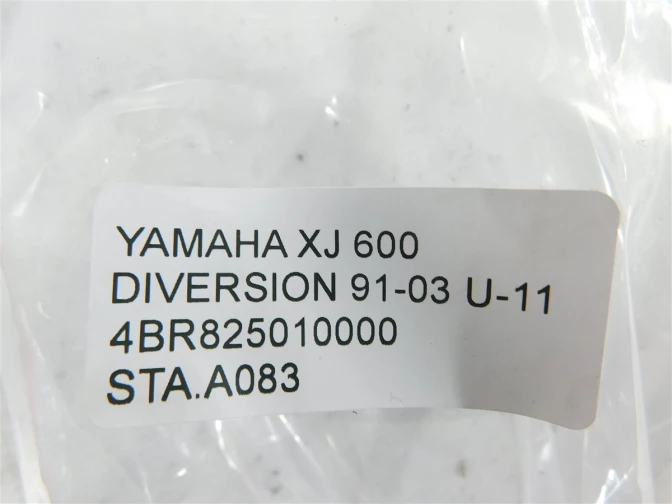 YAMAHA XJ 600
DIVERSION 91-03 U-11
4BR825010000
STA.A083